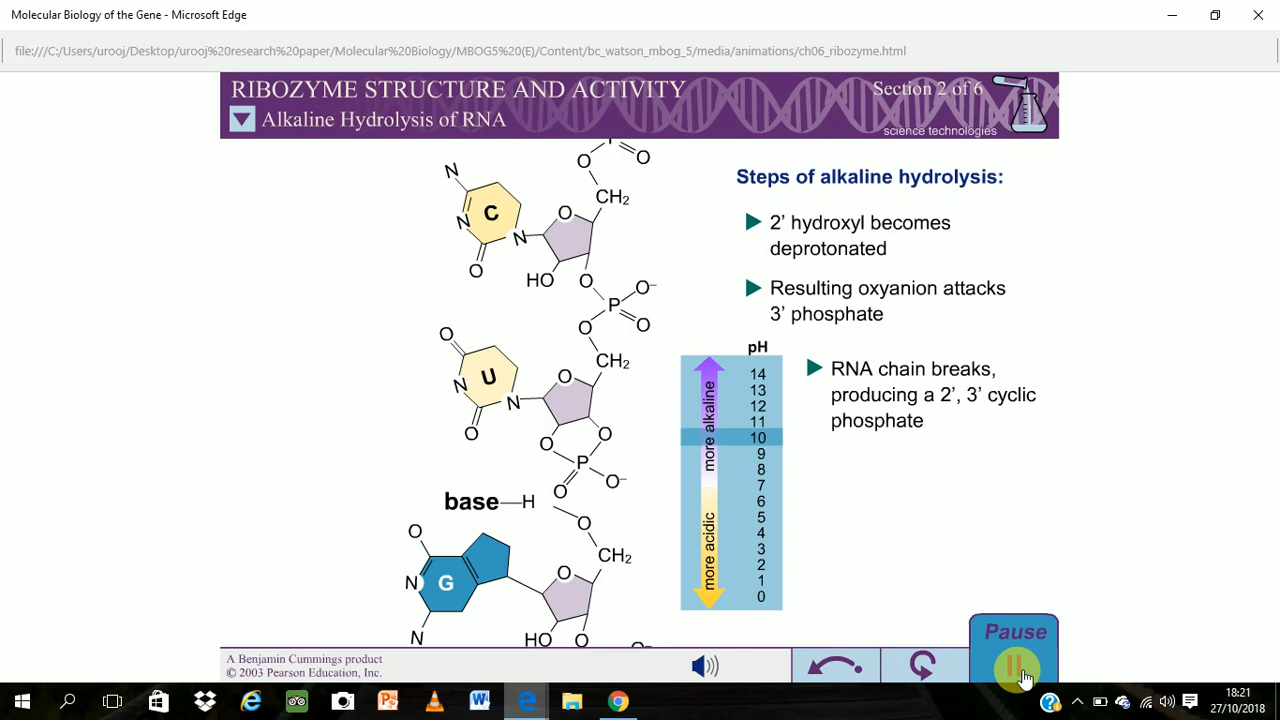 Molecular Biology of the Gene - Microsoft Edge
file:///C:/Users/urooj/Desktop/urooj%20research%20paper/Molecular%20Biology/MBOG5%20(E)/Content/bc_watson_mbog_5/media/animations/ch06_ribozyme.html
RIBOZYME STRUCTURE AND ACTIVITY
Section 2 of 6
Alkaline Hydrolysis of RNA
science technologies
Steps of alkaline hydrolysis:
2’ hydroxyl becomes
deprotonated
Resulting oxyanion attacks
3’ phosphate
RNA chain breaks,
producing a 2’, 3’ cyclic
phosphate
pH
14
13
12
11
10
9
8
7
6
5
4
3
2
1
0
more alkaline
more acidic
O
O
N
CH₂
C
N
O
N
O
HO
O
O⁻
P
O
O
O
CH₂
U
O
N
N
O
O
O
P
O⁻
O
base—H
O
O
CH₂
N
G
O
N
HO
O
O⁻
A Benjamin Cummings product
© 2003 Pearson Education, Inc.
Pause
18:21
27/10/2018